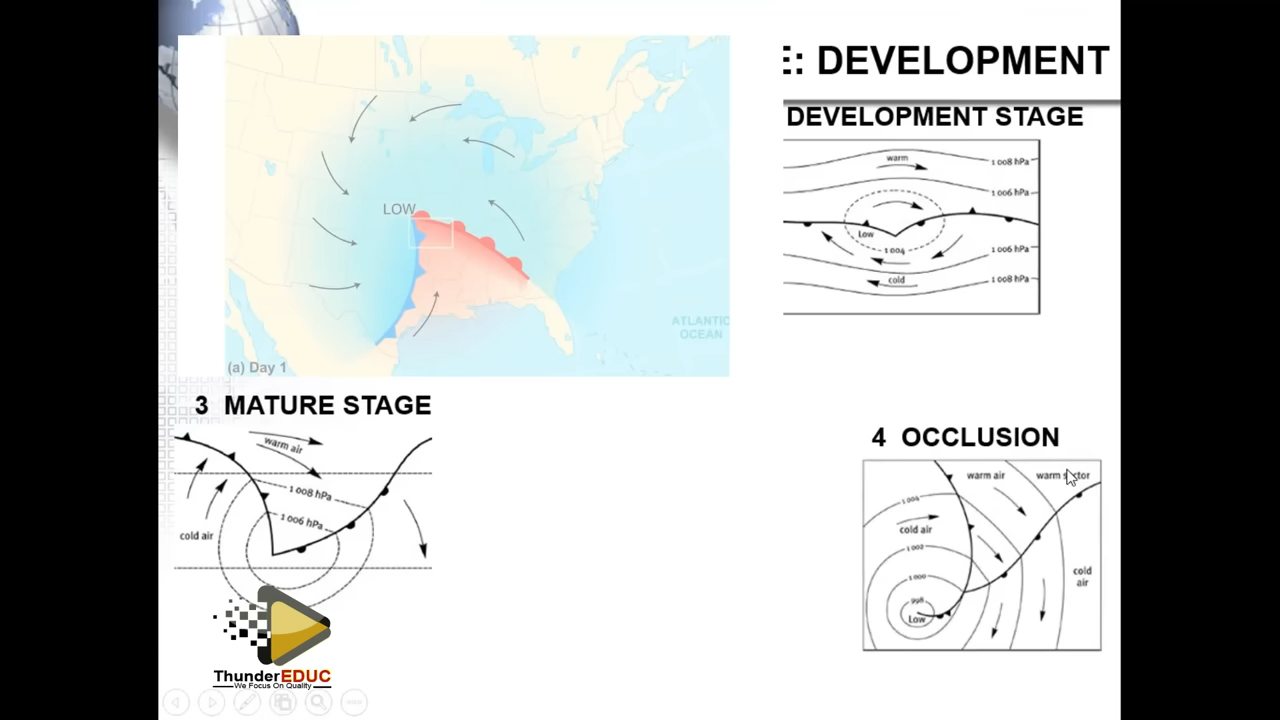 E: DEVELOPMENT
DEVELOPMENT STAGE
warm
1 008 hPa
1 006 hPa
Low
1 004
1 006 hPa
1 008 hPa
cold
LOW
ATLANTIC
OCEAN
(a) Day 1
3 MATURE STAGE
warm air
1 008 hPa
1 006 hPa
cold air
4 OCCLUSION
warm air
warm sector
1 004
cold air
1 002
1 000
998
Low
cold
air
ThunderEDUC
We Focus On Quality